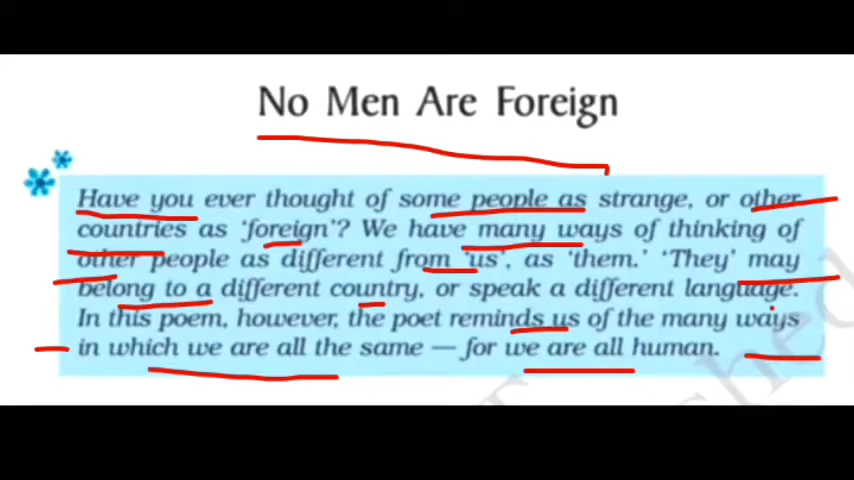 No Men Are Foreign
Have you ever thought of some people as strange, or other
countries as ‘foreign’? We have many ways of thinking of
other people as different from ‘us’, as ‘them.’ ‘They’ may
belong to a different country, or speak a different language.
In this poem, however, the poet reminds us of the many ways
in which we are all the same — for we are all human.